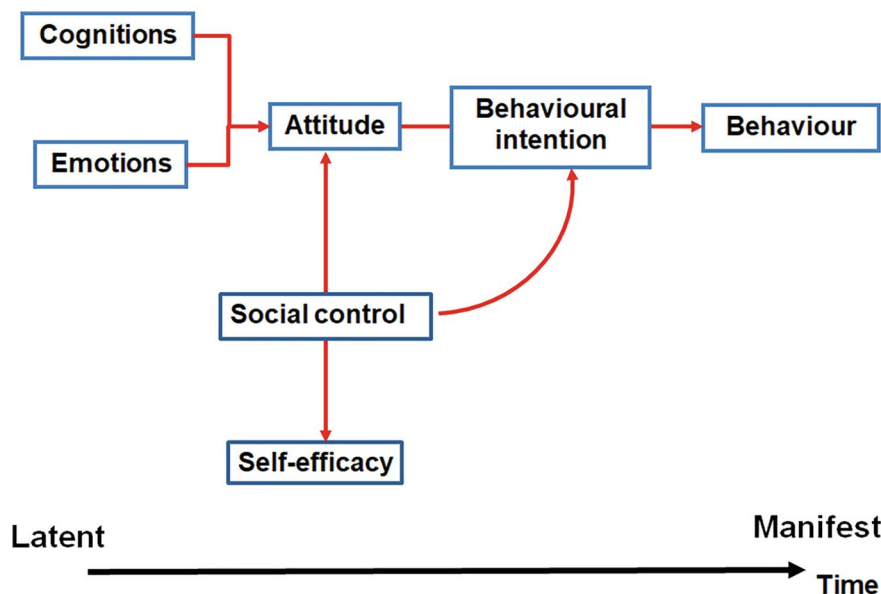 Cognitions
Emotions
Attitude
Behavioural
intention
Behaviour
Social control
Self-efficacy
Latent
Manifest
Time